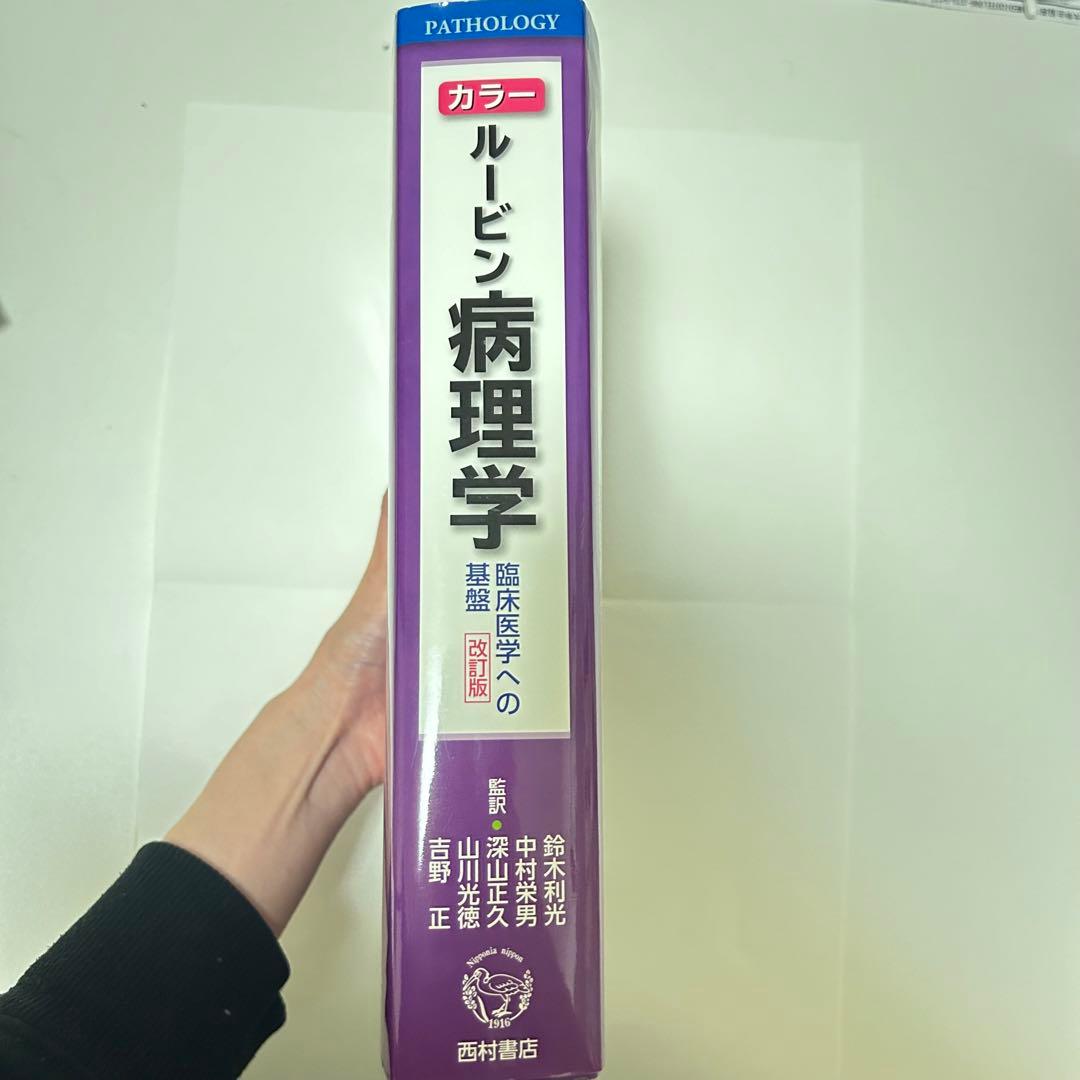 PATHOLOGY
カラー
ルービン病理学
臨床医学への
基盤
改訂版
監訳
鈴木利光
中村栄男
深山正久
山川光徳
吉野 正
Nipponia nippon
1916
西村書店